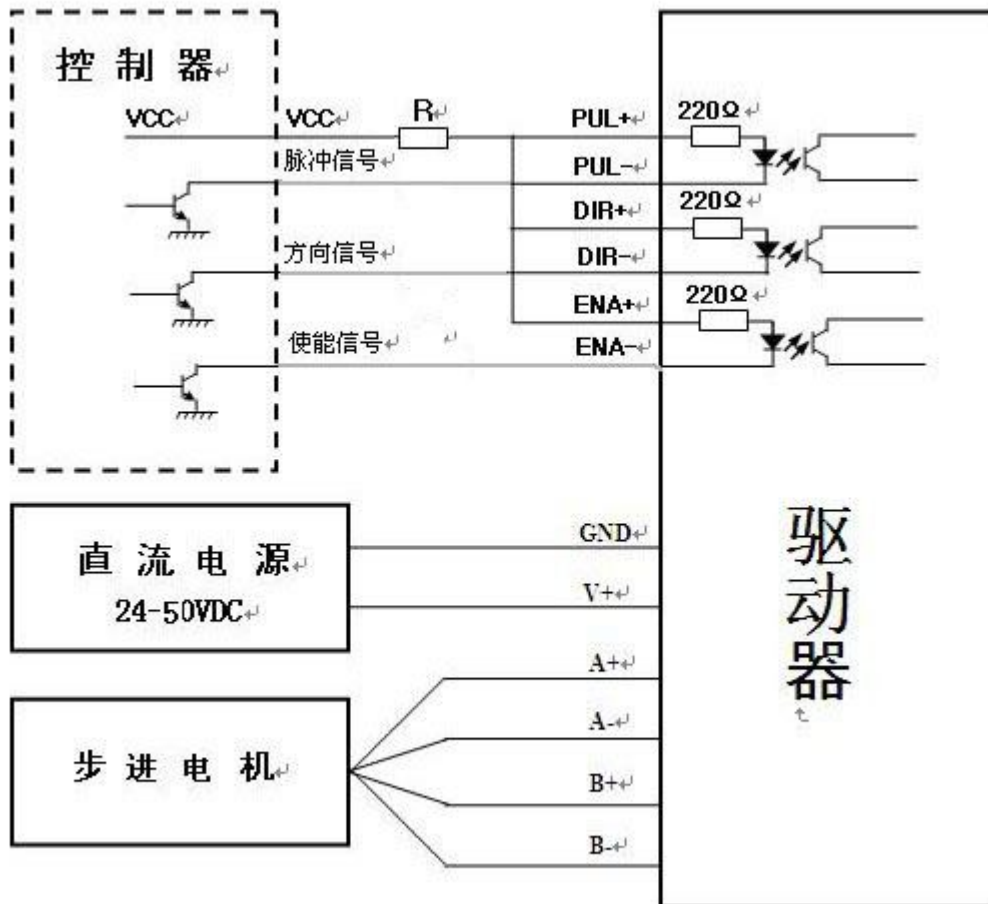 控制器↵
VCC↵
VCC↵
R↵
PUL+↵
220Ω↵
脉冲信号↵
PUL-↵
DIR+↵
220Ω↵
方向信号↵
DIR-↵
ENA+↵
220Ω↵
使能信号↵
↵
ENA-↵
直流电源↵
24-50VDC↵
GND↵
V+↵
驱动器↵
步进电机↵
A+↵
A-↵
B+↵
B-↵